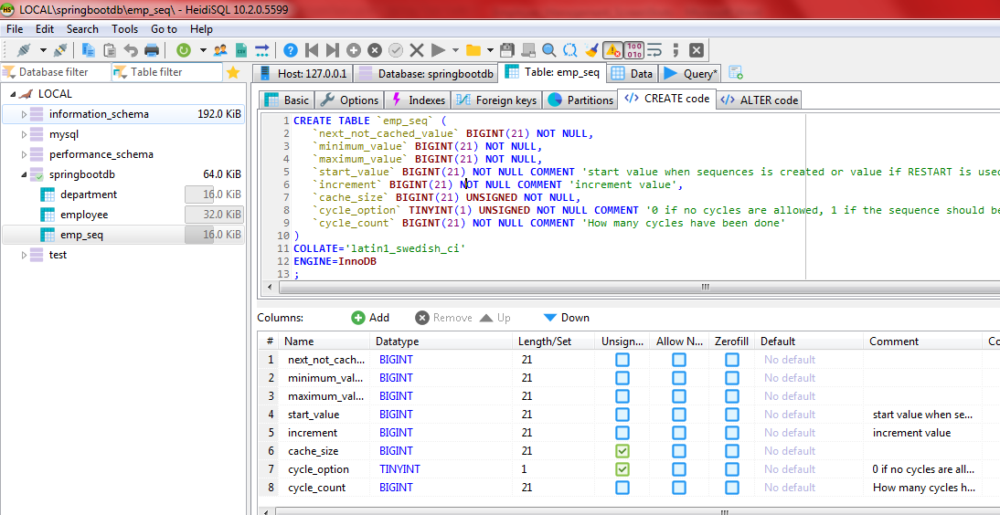 LOCAL\springbootdb\emp_seq\ - HeidiSQL 10.2.0.5599
File Edit Search Tools Go to Help
Database filter Table filter
Host: 127.0.0.1 Database: springbootdb Table: emp_seq Data Query*
LOCAL
information_schema 192.0 KiB
mysql
performance_schema
springbootdb 64.0 KiB
department 16.0 KiB
employee 32.0 KiB
emp_seq 16.0 KiB
test
Basic Options Indexes Foreign keys Partitions </> CREATE code </> ALTER code
1 CREATE TABLE `emp_seq` (
2 `next_not_cached_value` BIGINT(21) NOT NULL,
3 `minimum_value` BIGINT(21) NOT NULL,
4 `maximum_value` BIGINT(21) NOT NULL,
5 `start_value` BIGINT(21) NOT NULL COMMENT 'start value when sequences is created or value if RESTART is used
6 `increment` BIGINT(21) NOT NULL COMMENT 'increment value',
7 `cache_size` BIGINT(21) UNSIGNED NOT NULL,
8 `cycle_option` TINYINT(1) UNSIGNED NOT NULL COMMENT '0 if no cycles are allowed, 1 if the sequence should be
9 `cycle_count` BIGINT(21) NOT NULL COMMENT 'How many cycles have been done'
10 )
11 COLLATE='latin1_swedish_ci'
12 ENGINE=InnoDB
13 ;
Columns: Add Remove Up Down
# Name Datatype Length/Set Unsign... Allow N... Zerofill Default Comment Co
1 next_not_cach... BIGINT 21 No default
2 minimum_val... BIGINT 21 No default
3 maximum_val... BIGINT 21 No default
4 start_value BIGINT 21 No default start value when se...
5 increment BIGINT 21 No default increment value
6 cache_size BIGINT 21 No default
7 cycle_option TINYINT 1 No default 0 if no cycles are all...
8 cycle_count BIGINT 21 No default How many cycles h...